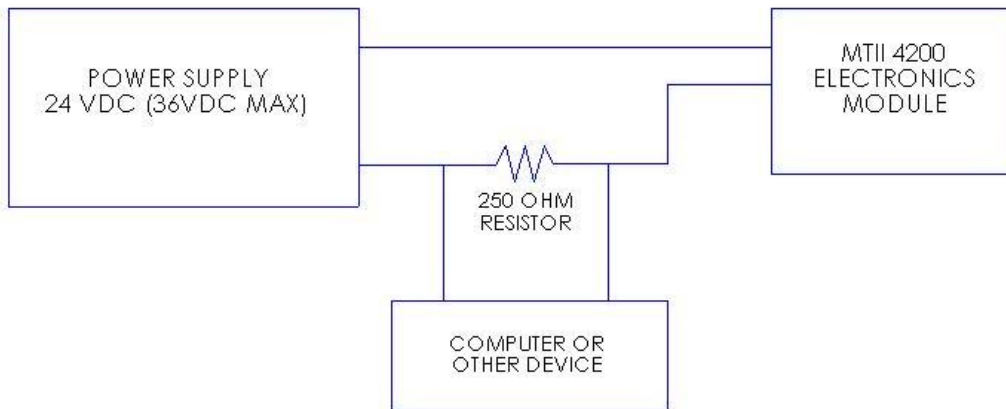 POWER SUPPLY
24 VDC (36VDC MAX)
MTII 4200
ELECTRONICS
MODULE
250 OHM
RESISTOR
COMPUTER OR
OTHER DEVICE